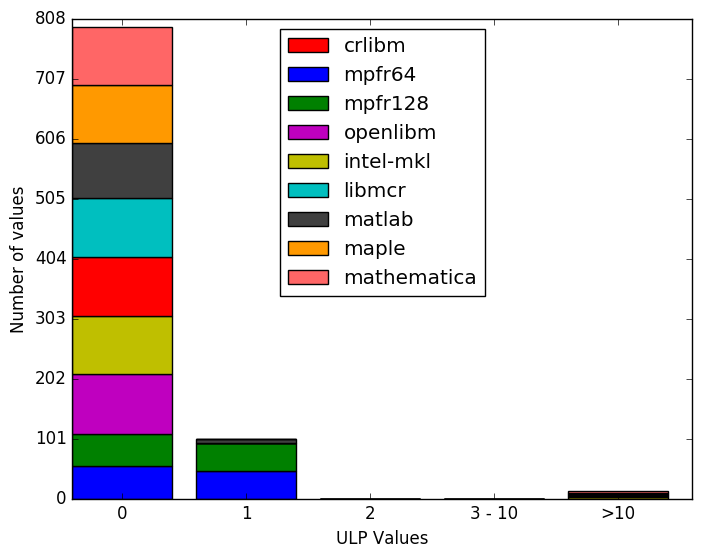 808
707
606
505
404
303
202
101
0
Number of values
crlibm
mpfr64
mpfr128
openlibm
intel-mkl
libmcr
matlab
maple
mathematica
0 1 2 3 - 10 >10
ULP Values